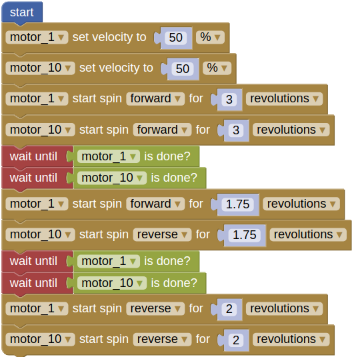 start
motor_1 set velocity to 50 %
motor_10 set velocity to 50 %
motor_1 start spin forward for 3 revolutions
motor_10 start spin forward for 3 revolutions
wait until motor_1 is done?
wait until motor_10 is done?
motor_1 start spin forward for 1.75 revolutions
motor_10 start spin reverse for 1.75 revolutions
wait until motor_1 is done?
wait until motor_10 is done?
motor_1 start spin reverse for 2 revolutions
motor_10 start spin reverse for 2 revolutions